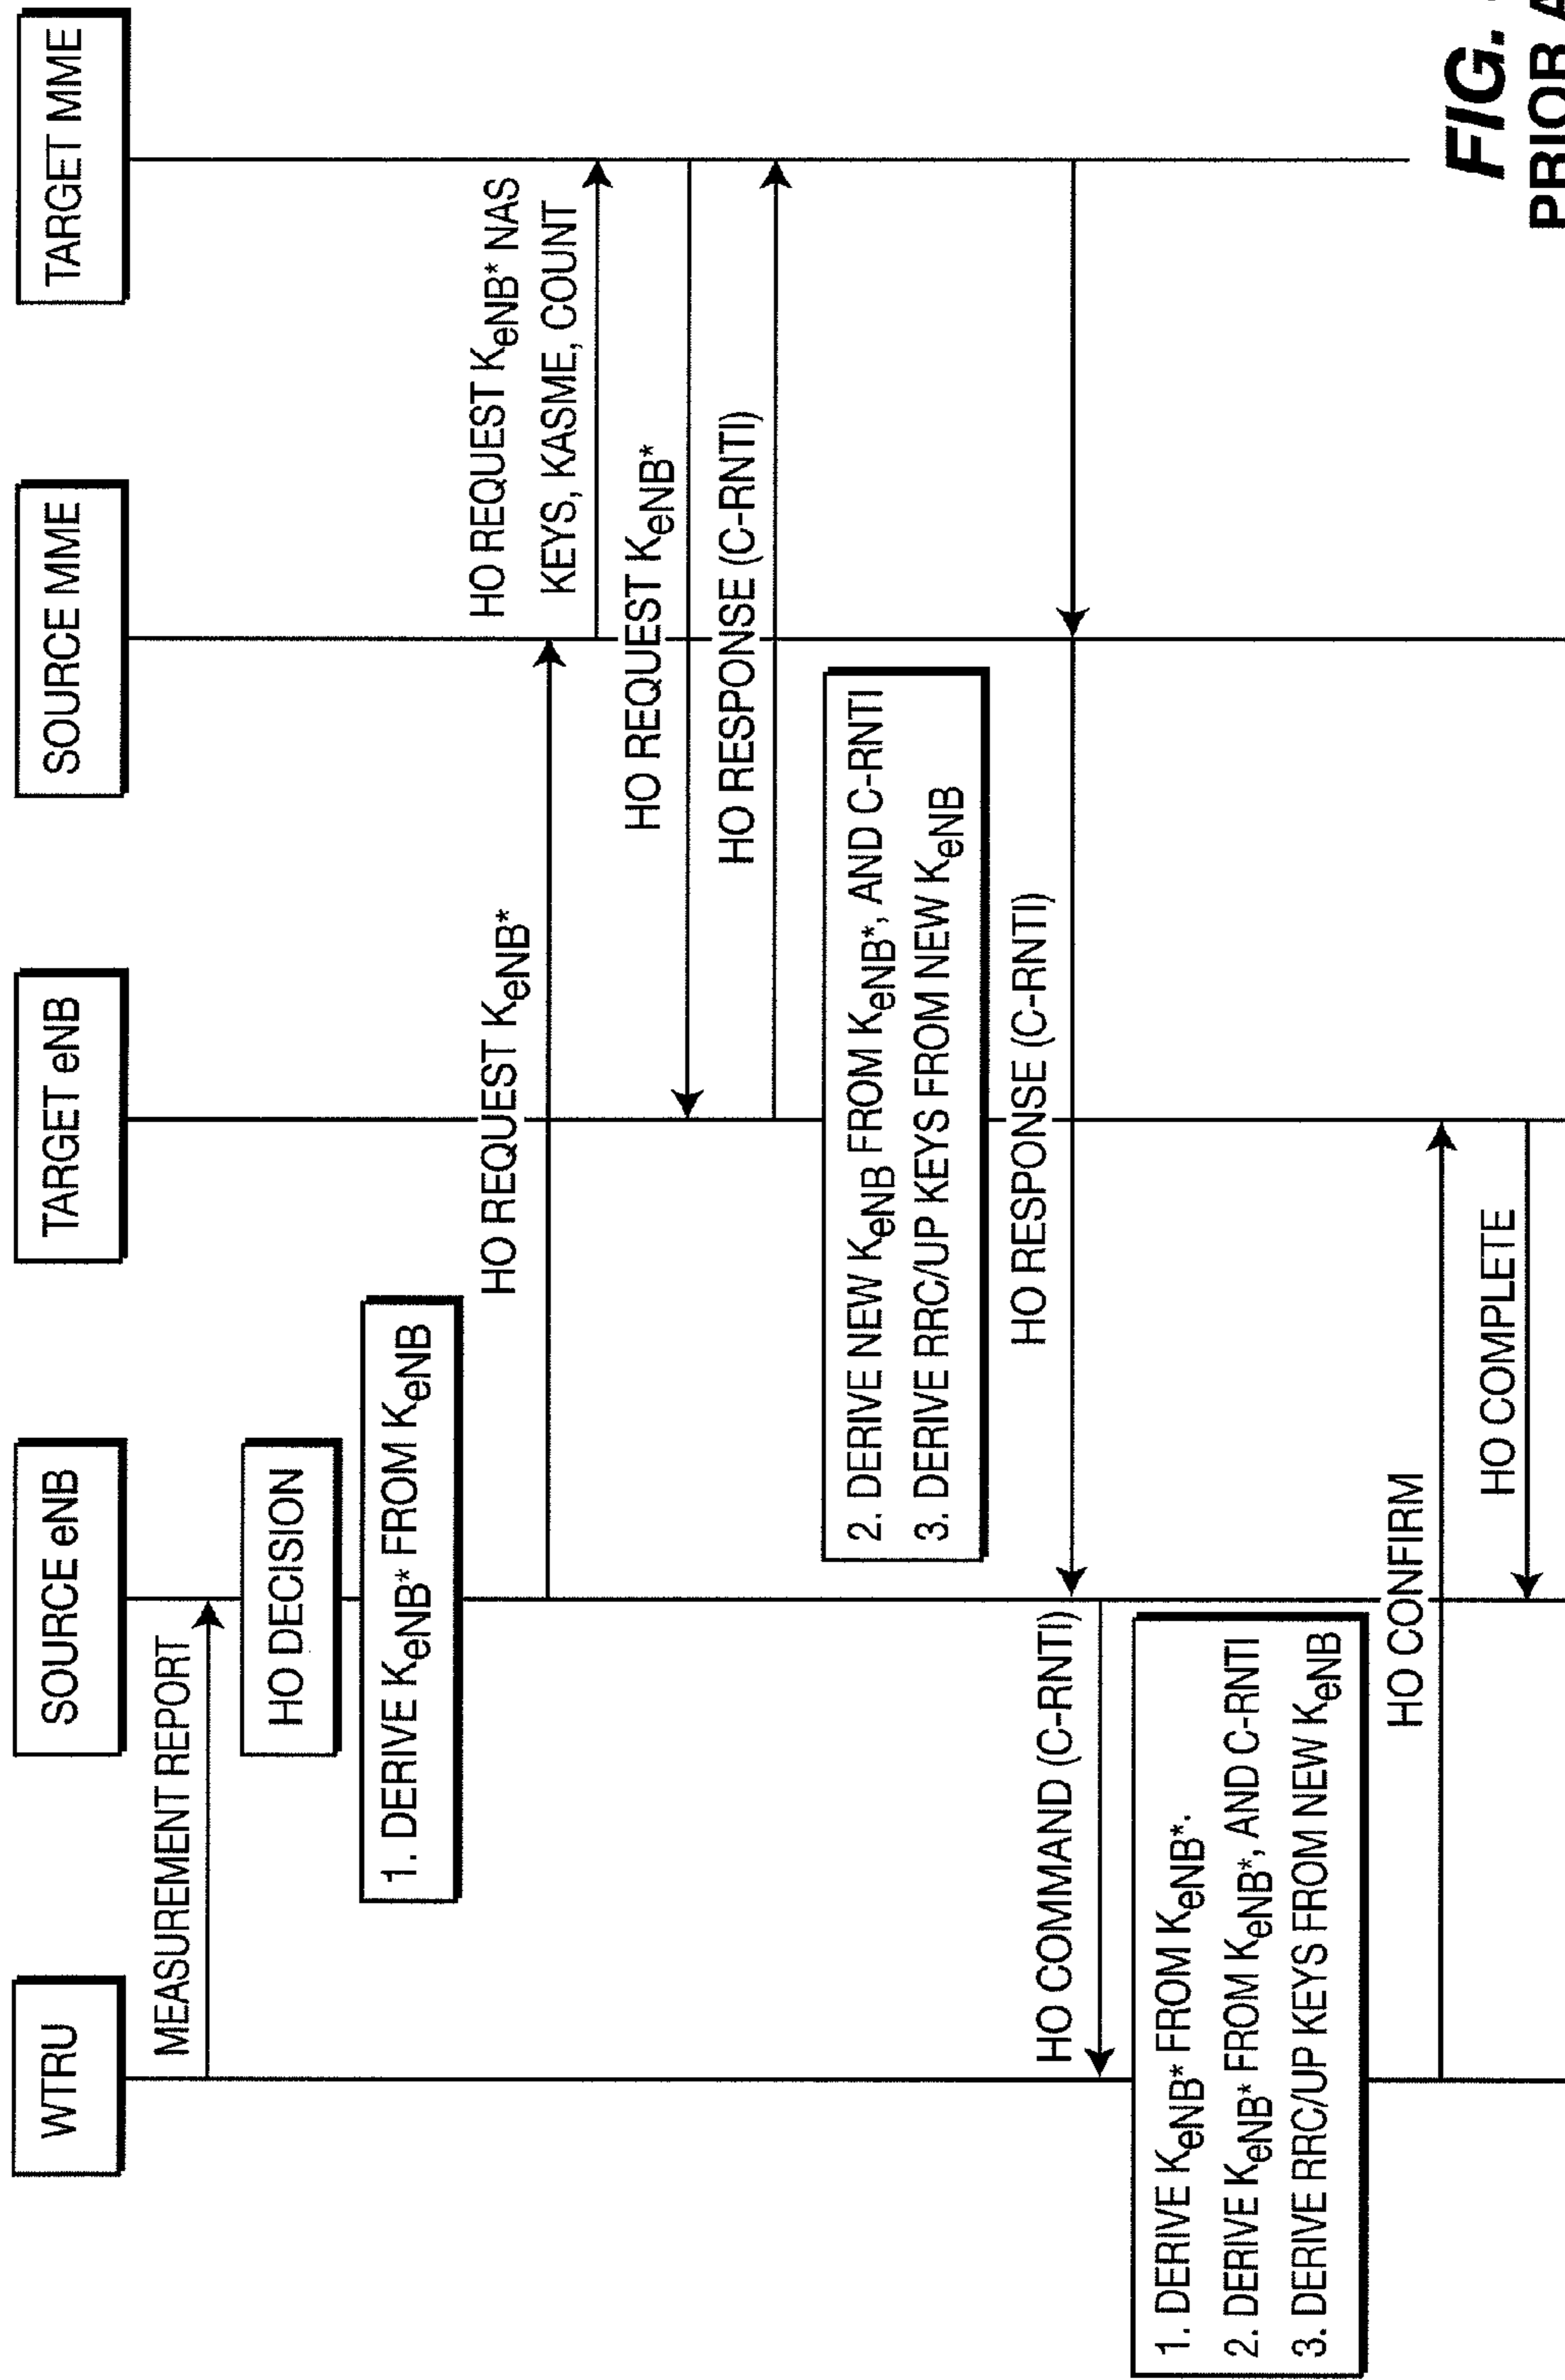 WTRU
SOURCE eNB
TARGET eNB
SOURCE MME
TARGET MME
MEASUREMENT REPORT
HO DECISION
1. DERIVE KeNB* FROM KeNB
HO REQUEST KeNB*
HO REQUEST KeNB* NAS
KEYS, KASME, COUNT
HO REQUEST KeNB*
HO RESPONSE (C-RNTI)
2. DERIVE NEW KeNB FROM KeNB*, AND C-RNTI
3. DERIVE RRC/UP KEYS FROM NEW KeNB
HO RESPONSE (C-RNTI)
HO COMMAND (C-RNTI)
1. DERIVE KeNB* FROM KeNB*.
2. DERIVE KeNB* FROM KeNB*, AND C-RNTI
3. DERIVE RRC/UP KEYS FROM NEW KeNB
HO CONFIRM
HO COMPLETE
FIG.
PRIOR